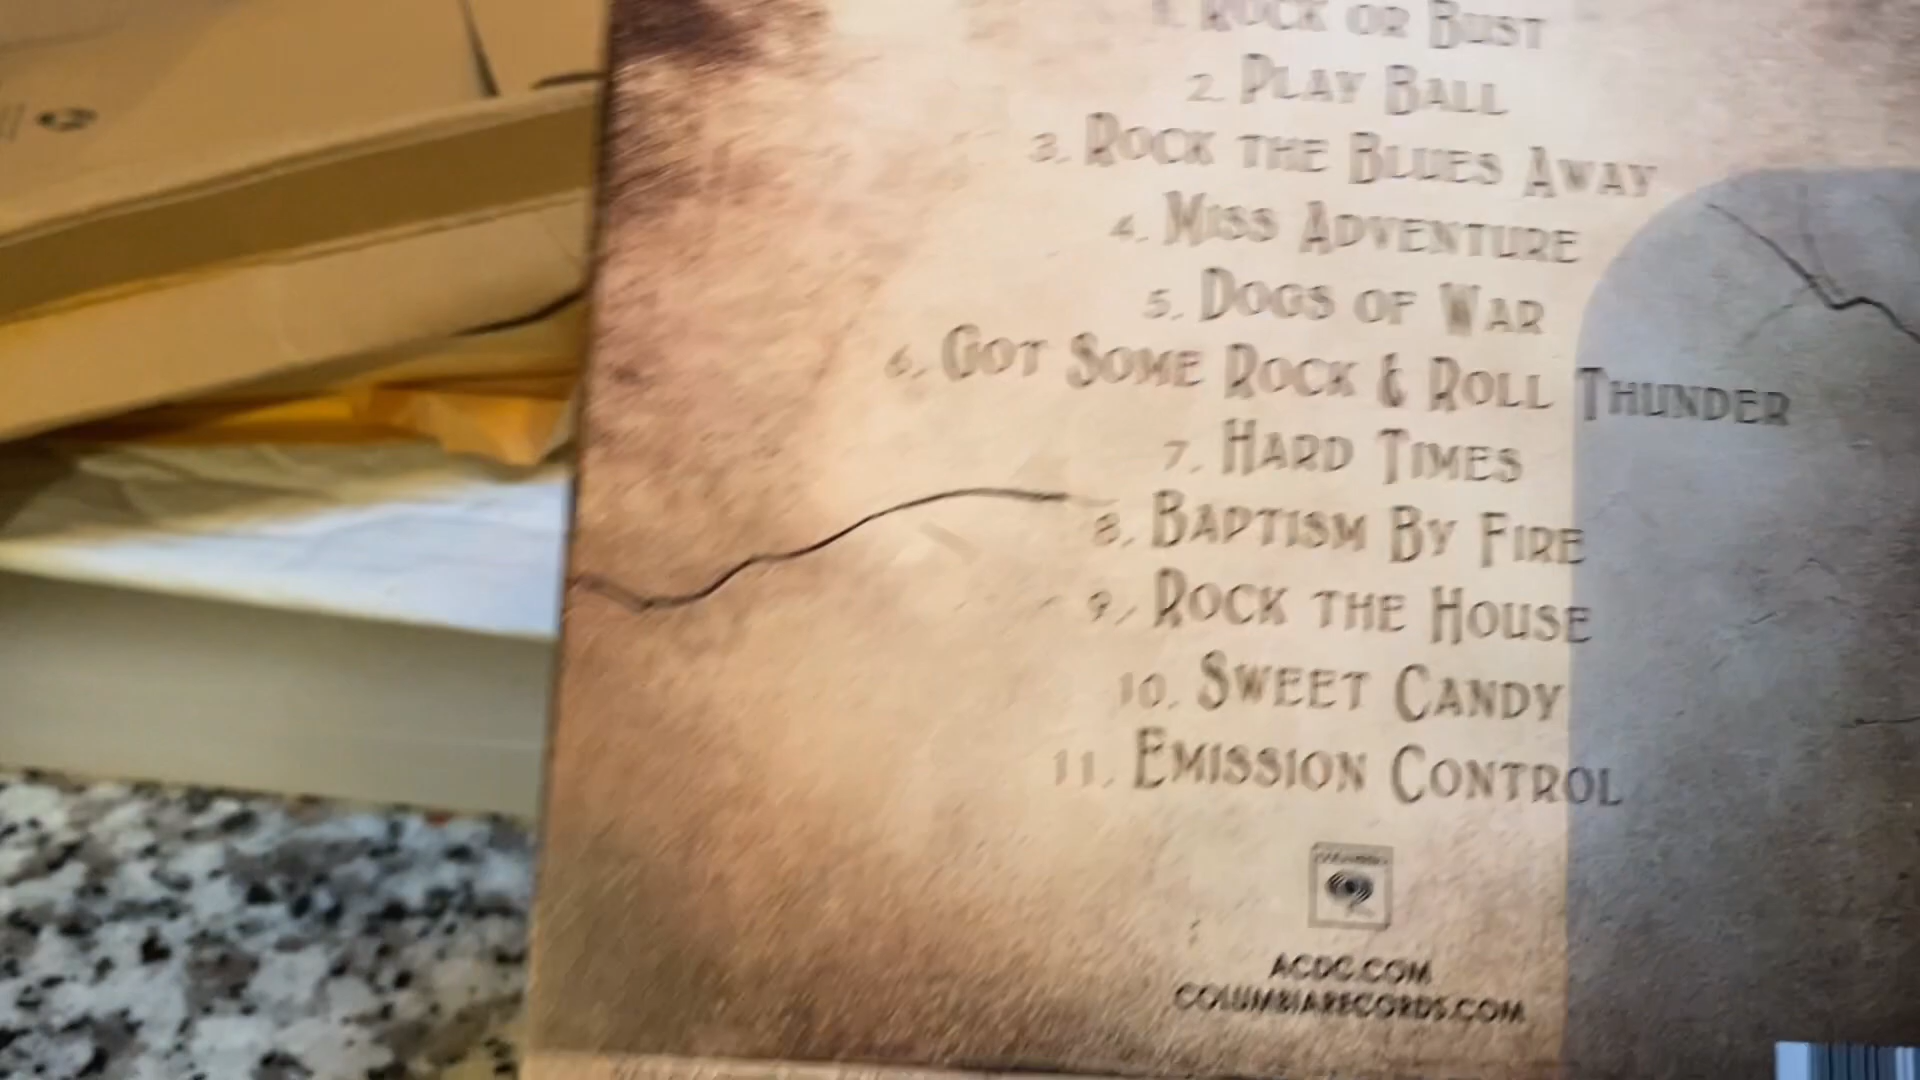 1. ROCK OR BUST
2. PLAY BALL
3. ROCK THE BLUES AWAY
4. MISS ADVENTURE
5. DOGS OF WAR
6. GOT SOME ROCK & ROLL THUNDER
7. HARD TIMES
8. BAPTISM BY FIRE
9. ROCK THE HOUSE
10. SWEET CANDY
11. EMISSION CONTROL
ACDC.COM
COLUMBIARECORDS.COM